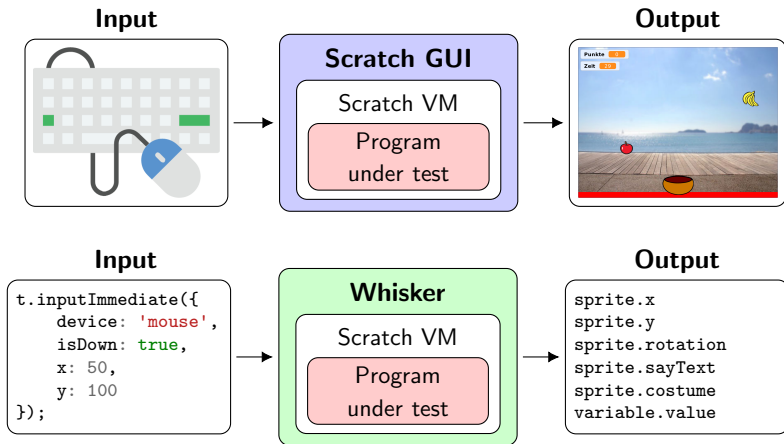 Input
Scratch GUI
Scratch VM
Program
under test
Output
Punkte
Zeit
Input
t.inputImmediate({
    device: 'mouse',
    isDown: true,
    x: 50,
    y: 100
});
Whisker
Scratch VM
Program
under test
Output
sprite.x
sprite.y
sprite.rotation
sprite.sayText
sprite.costume
variable.value